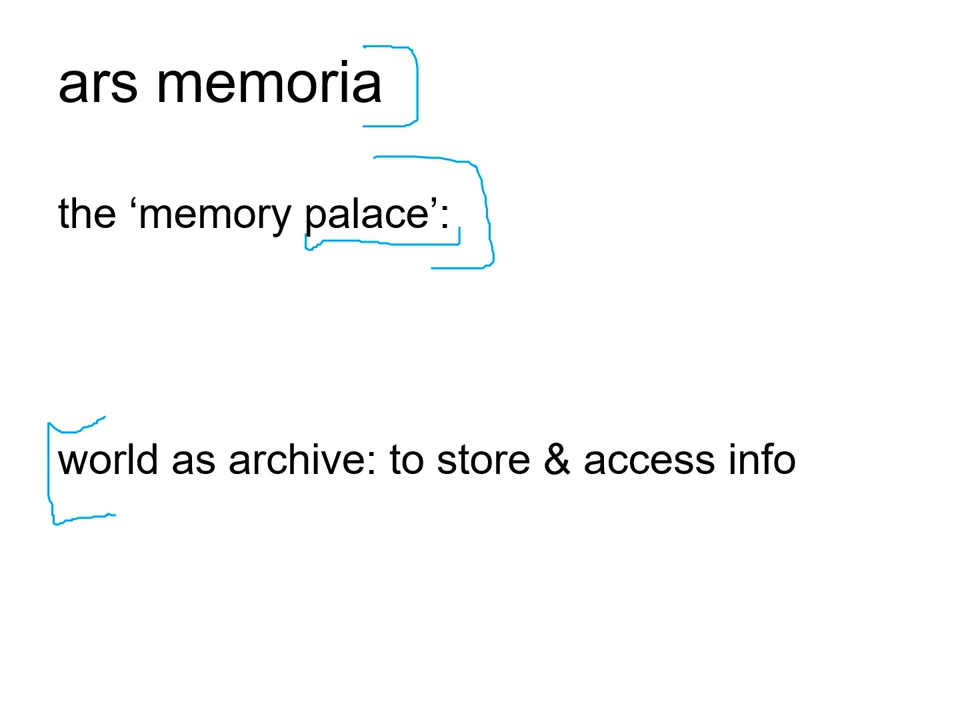 ars memoria
the ‘memory palace’:
world as archive: to store & access info